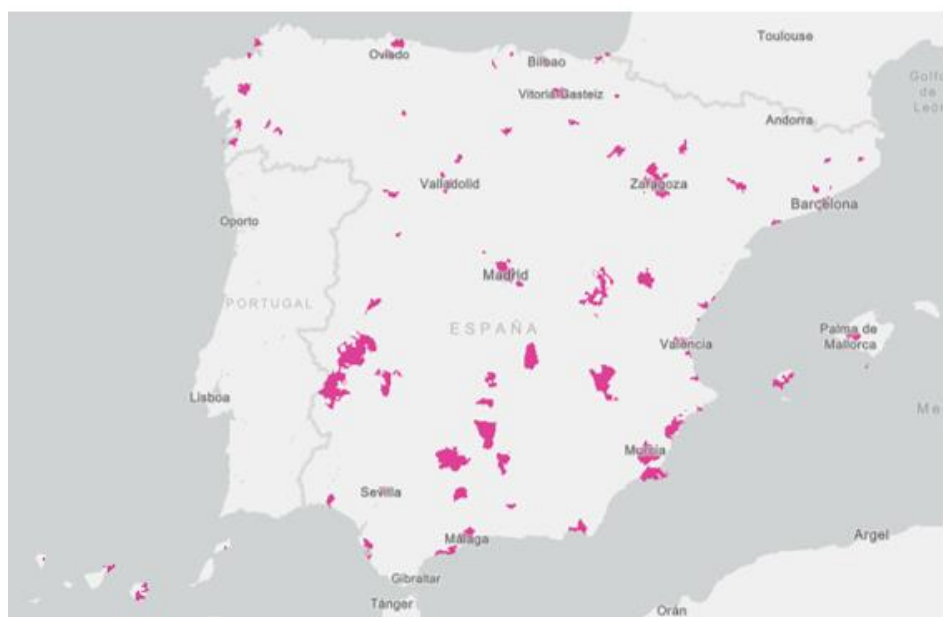 Toulouse
Oviedo
Bilbao
Golfo
de
León
Vitoria-Gasteiz
Andorra
Valladolid
Zaragoza
Barcelona
Oporto
Madrid
PORTUGAL
ESPAÑA
Palma de
Mallorca
Valencia
Lisboa
Me
Murcia
Sevilla
Málaga
Argel
Gibraltar
Tánger
Orán